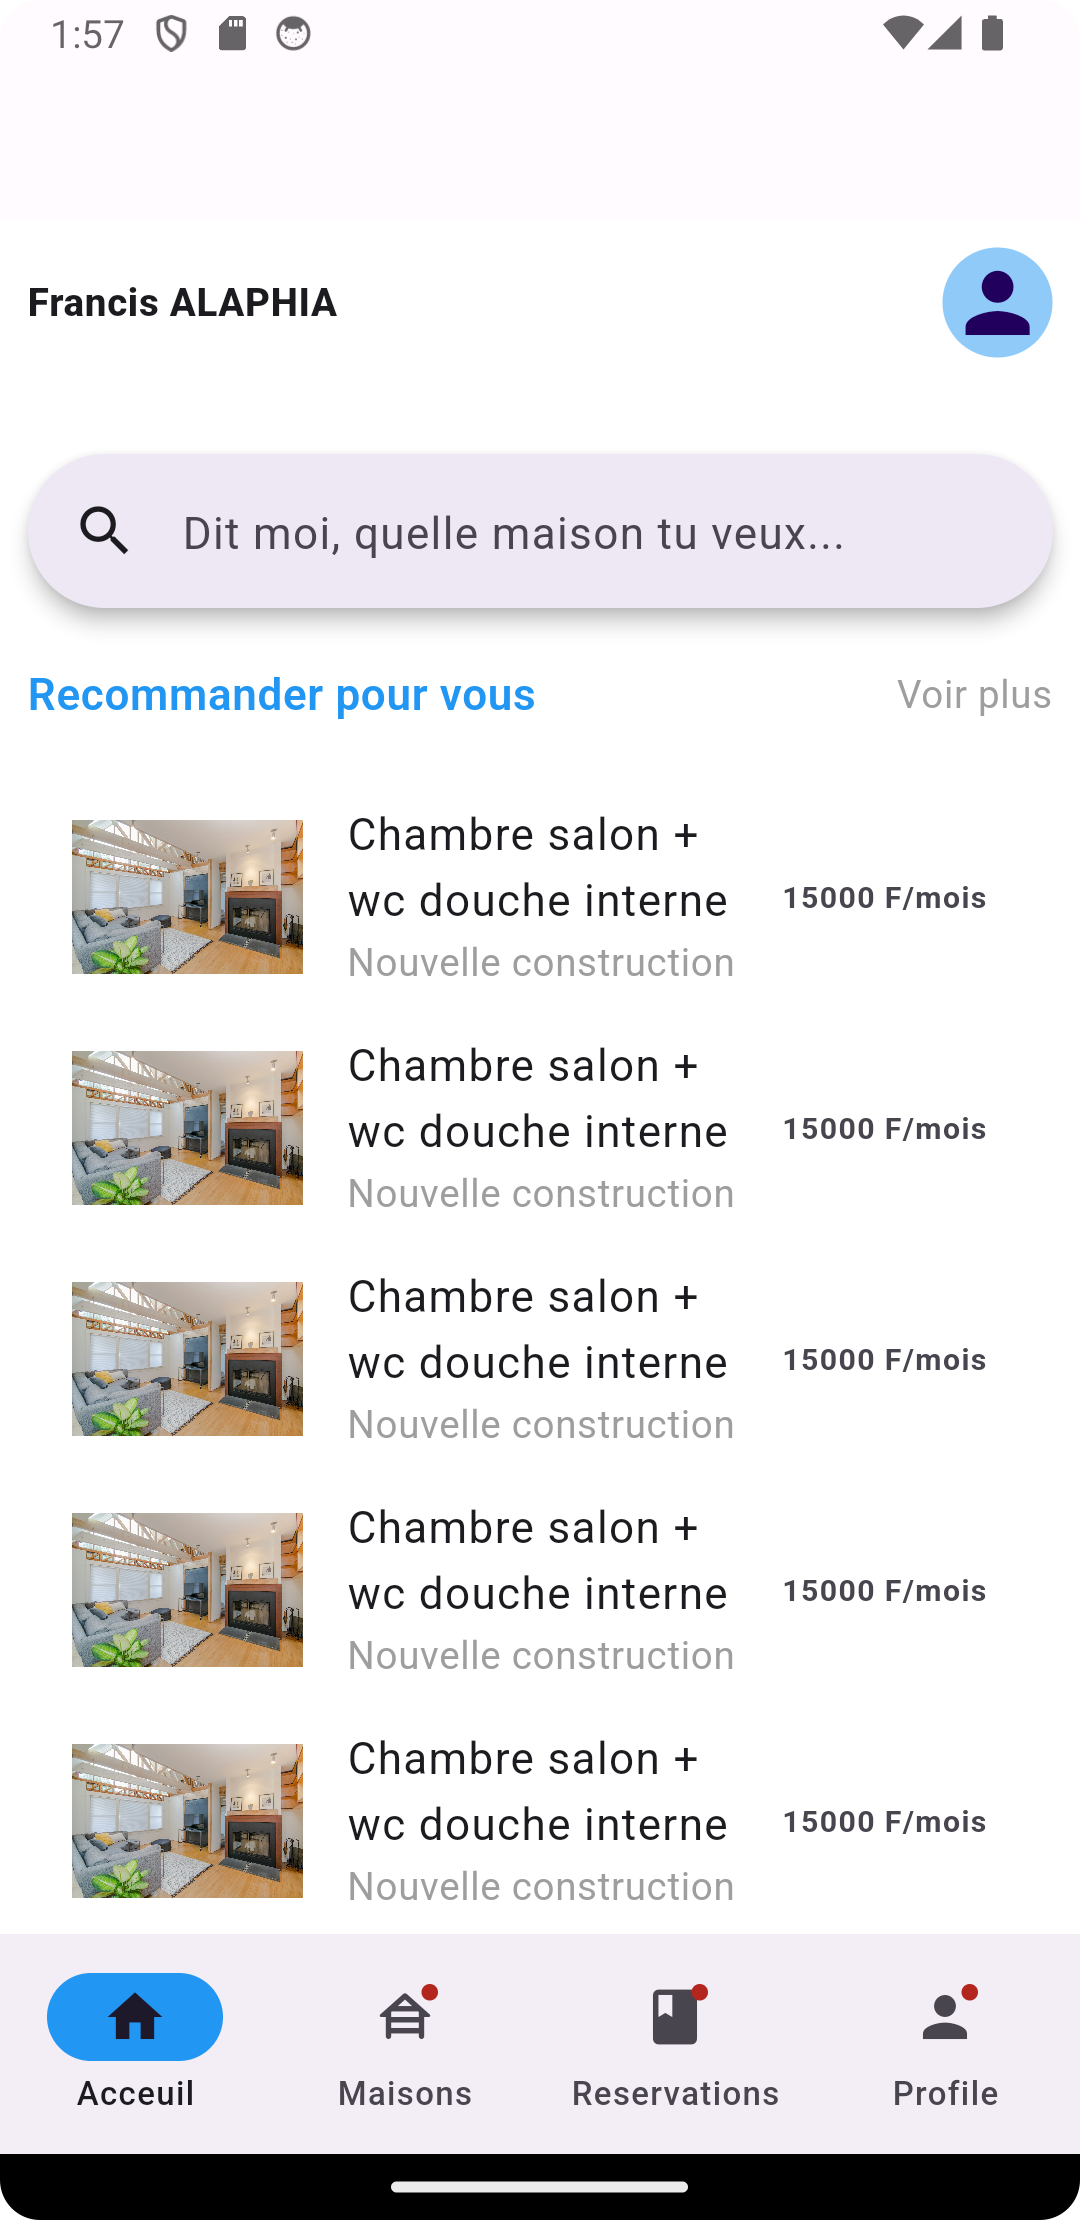 1:57
Francis ALAPHIA
Dit moi, quelle maison tu veux...
Recommander pour vous
Voir plus
Chambre salon +
wc douche interne
15000 F/mois
Nouvelle construction
Chambre salon +
wc douche interne
15000 F/mois
Nouvelle construction
Chambre salon +
wc douche interne
15000 F/mois
Nouvelle construction
Chambre salon +
wc douche interne
15000 F/mois
Nouvelle construction
Chambre salon +
wc douche interne
15000 F/mois
Nouvelle construction
Acceuil
Maisons
Reservations
Profile